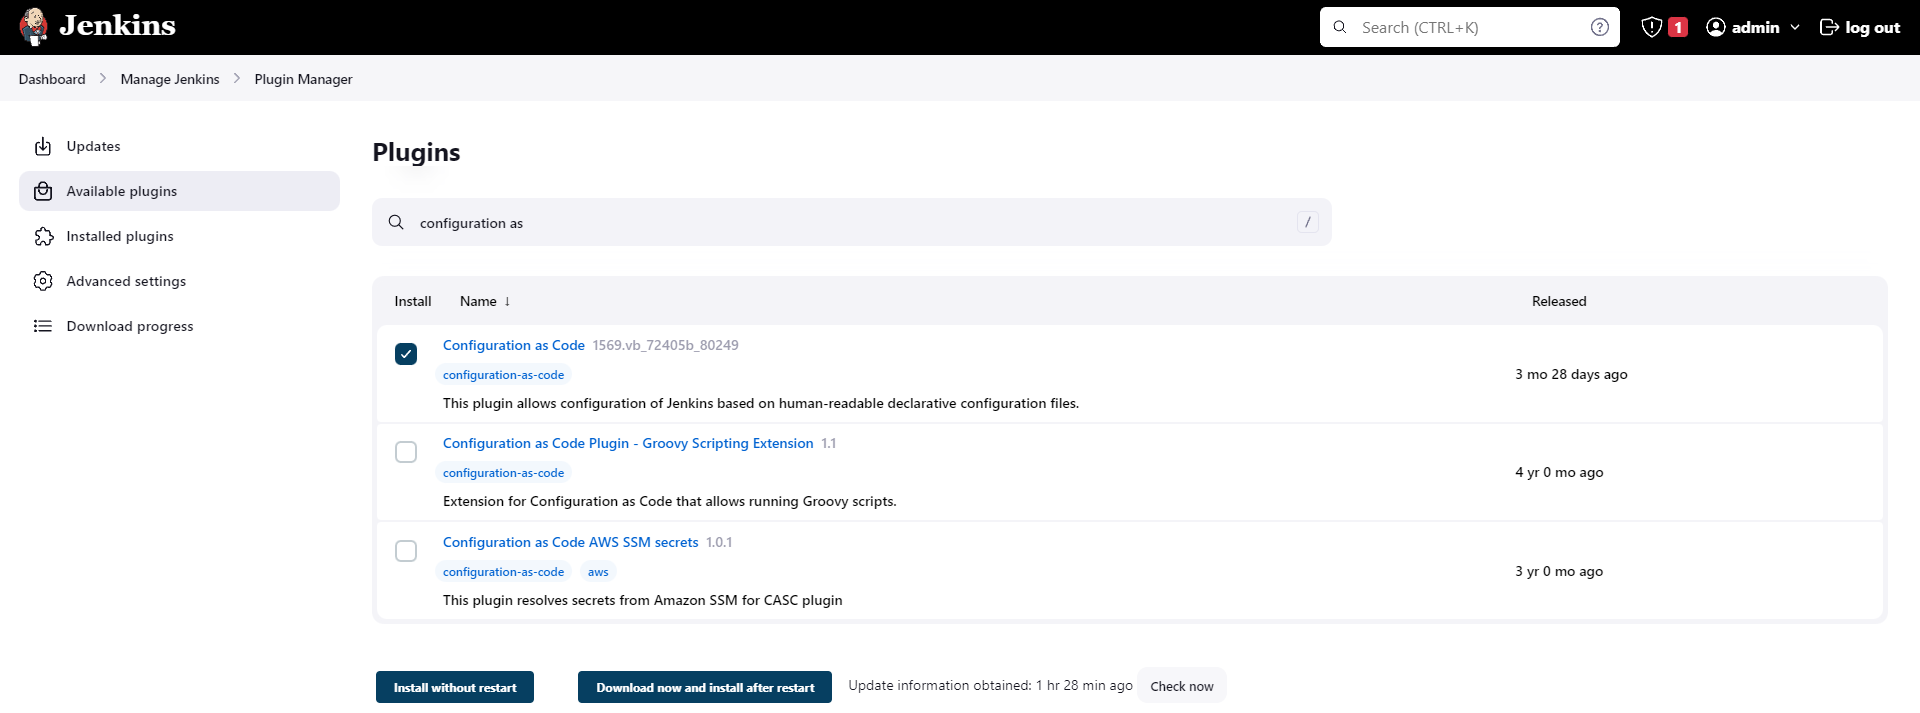 Jenkins
Search (CTRL+K)
1
admin
log out
Dashboard
Manage Jenkins
Plugin Manager
Updates
Available plugins
Installed plugins
Advanced settings
Download progress
Plugins
configuration as
/
Install Name ↓ Released
Configuration as Code 1569.vb_72405b_80249
configuration-as-code
3 mo 28 days ago
This plugin allows configuration of Jenkins based on human-readable declarative configuration files.
Configuration as Code Plugin - Groovy Scripting Extension 1.1
configuration-as-code
4 yr 0 mo ago
Extension for Configuration as Code that allows running Groovy scripts.
Configuration as Code AWS SSM secrets 1.0.1
configuration-as-code aws
3 yr 0 mo ago
This plugin resolves secrets from Amazon SSM for CASC plugin
Install without restart
Download now and install after restart
Update information obtained: 1 hr 28 min ago
Check now